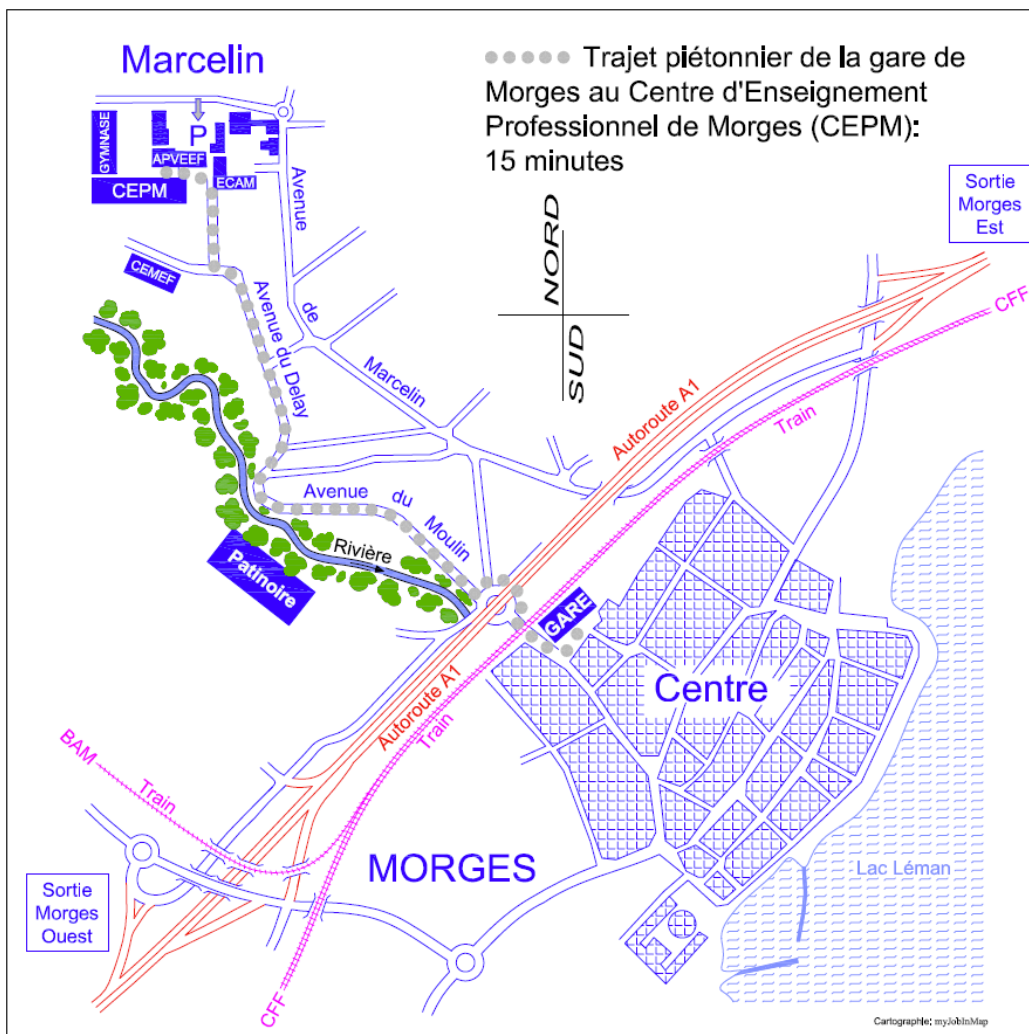 Marcelin
Trajet piétonnier de la gare de
Morges au Centre d'Enseignement
Professionnel de Morges (CEPM):
15 minutes
GYMNASE
P
APVEEF
ECAM
CEPM
Avenue
de
Marcelin
Sortie
Morges
Est
NORD
SUD
CEMEF
Avenue du Delay
CFF
Autoroute A1
Train
Avenue
du
Moulin
Rivière
Patinoire
GARE
Centre
Autoroute A1
Train
BAM
Train
MORGES
Lac Léman
Sortie
Morges
Ouest
CFF
Cartographie: myJobInMap